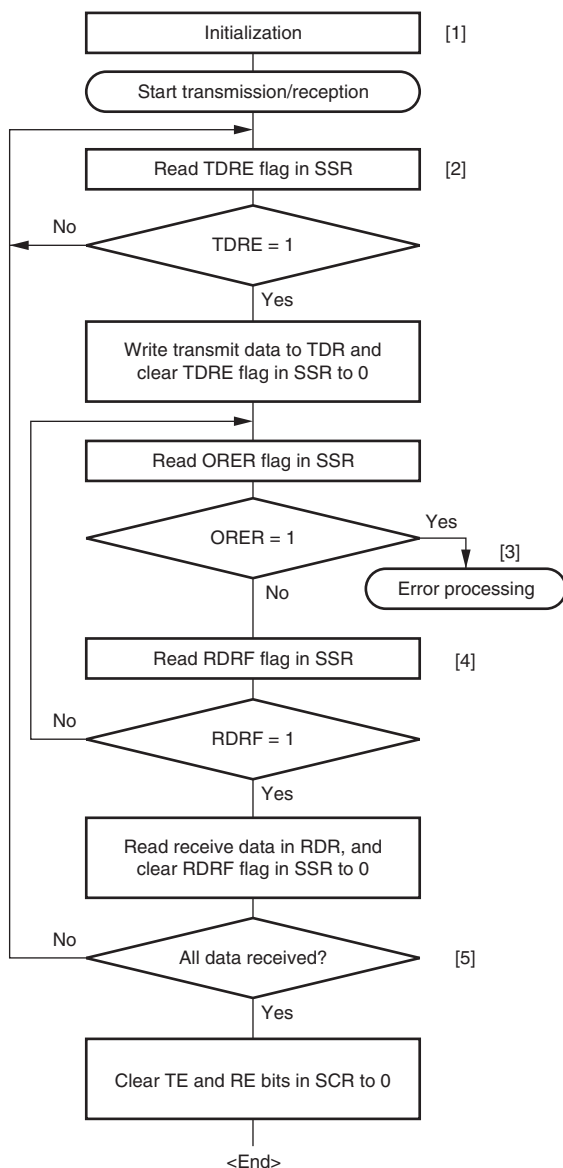 Initialization
[1]
Start transmission/reception
Read TDRE flag in SSR
[2]
No
TDRE = 1
Yes
Write transmit data to TDR and
clear TDRE flag in SSR to 0
Read ORER flag in SSR
ORER = 1
Yes
[3]
Error processing
No
Read RDRF flag in SSR
[4]
No
RDRF = 1
Yes
Read receive data in RDR, and
clear RDRF flag in SSR to 0
No
All data received?
[5]
Yes
Clear TE and RE bits in SCR to 0
<End>